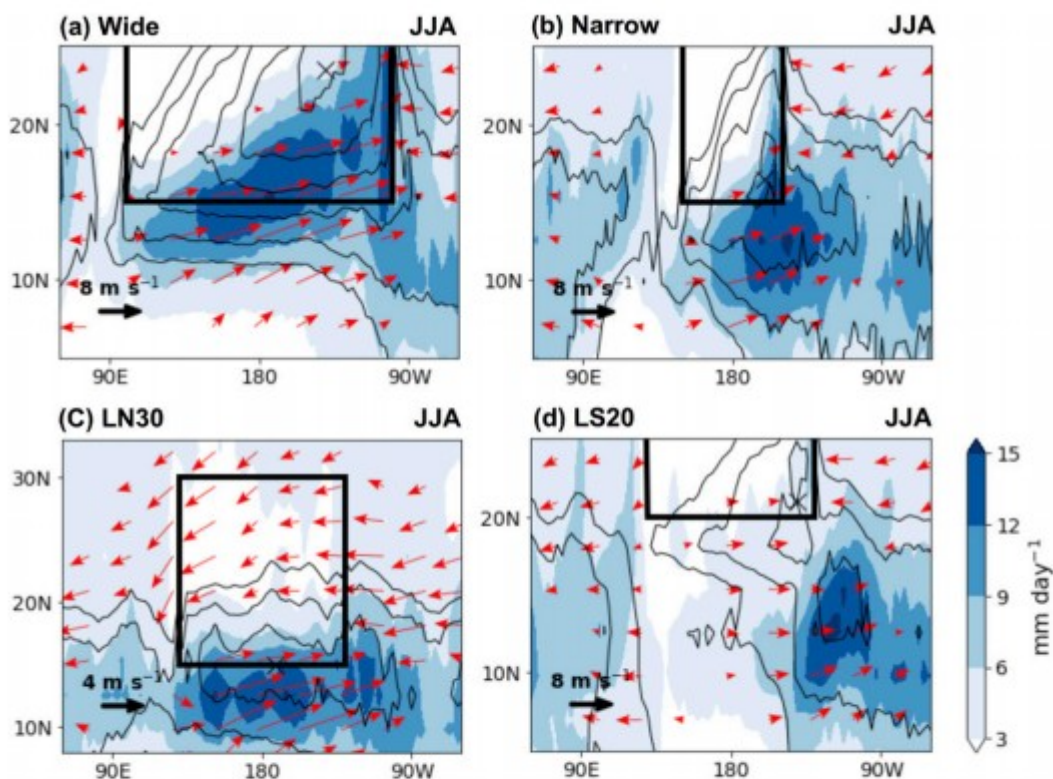 (a) Wide JJA
20N
10N
8 m s⁻¹
90E 180 90W
(b) Narrow JJA
20N
10N
8 m s⁻¹
90E 180 90W
(C) LN30 JJA
30N
20N
10N
4 m s⁻¹
90E 180 90W
(d) LS20 JJA
20N
10N
8 m s⁻¹
90E 180 90W
15
12
9
6
3
mm day⁻¹